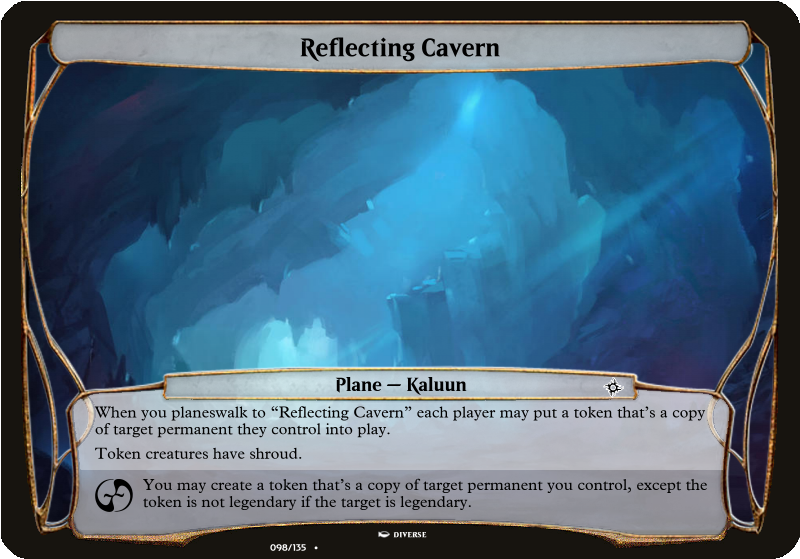 Reflecting Cavern
Plane — Kaluun
When you planeswalk to “Reflecting Cavern” each player may put a token that’s a copy
of target permanent they control into play.
Token creatures have shroud.
You may create a token that’s a copy of target permanent you control, except the
token is not legendary if the target is legendary.
DIVERSE
098/135 •